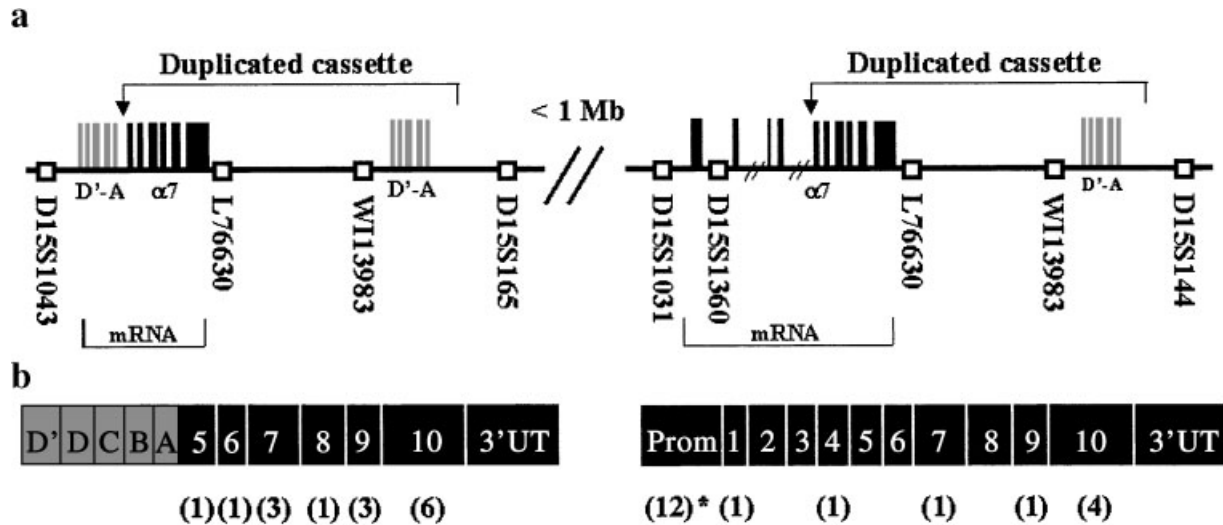 a
Duplicated cassette
Duplicated cassette
< 1 Mb
D'-A
α7
D'-A
α7
D'-A
D15S1043
L76630
WI13983
D15S165
D15S1031
D15S1360
L76630
WI13983
D15S144
mRNA
mRNA
b
D' D C B A 5 6 7 8 9 10 3'UT
Prom 1 2 3 4 5 6 7 8 9 10 3'UT
(1) (1) (3) (1) (3) (6)
(12)* (1) (1) (1) (1) (4)